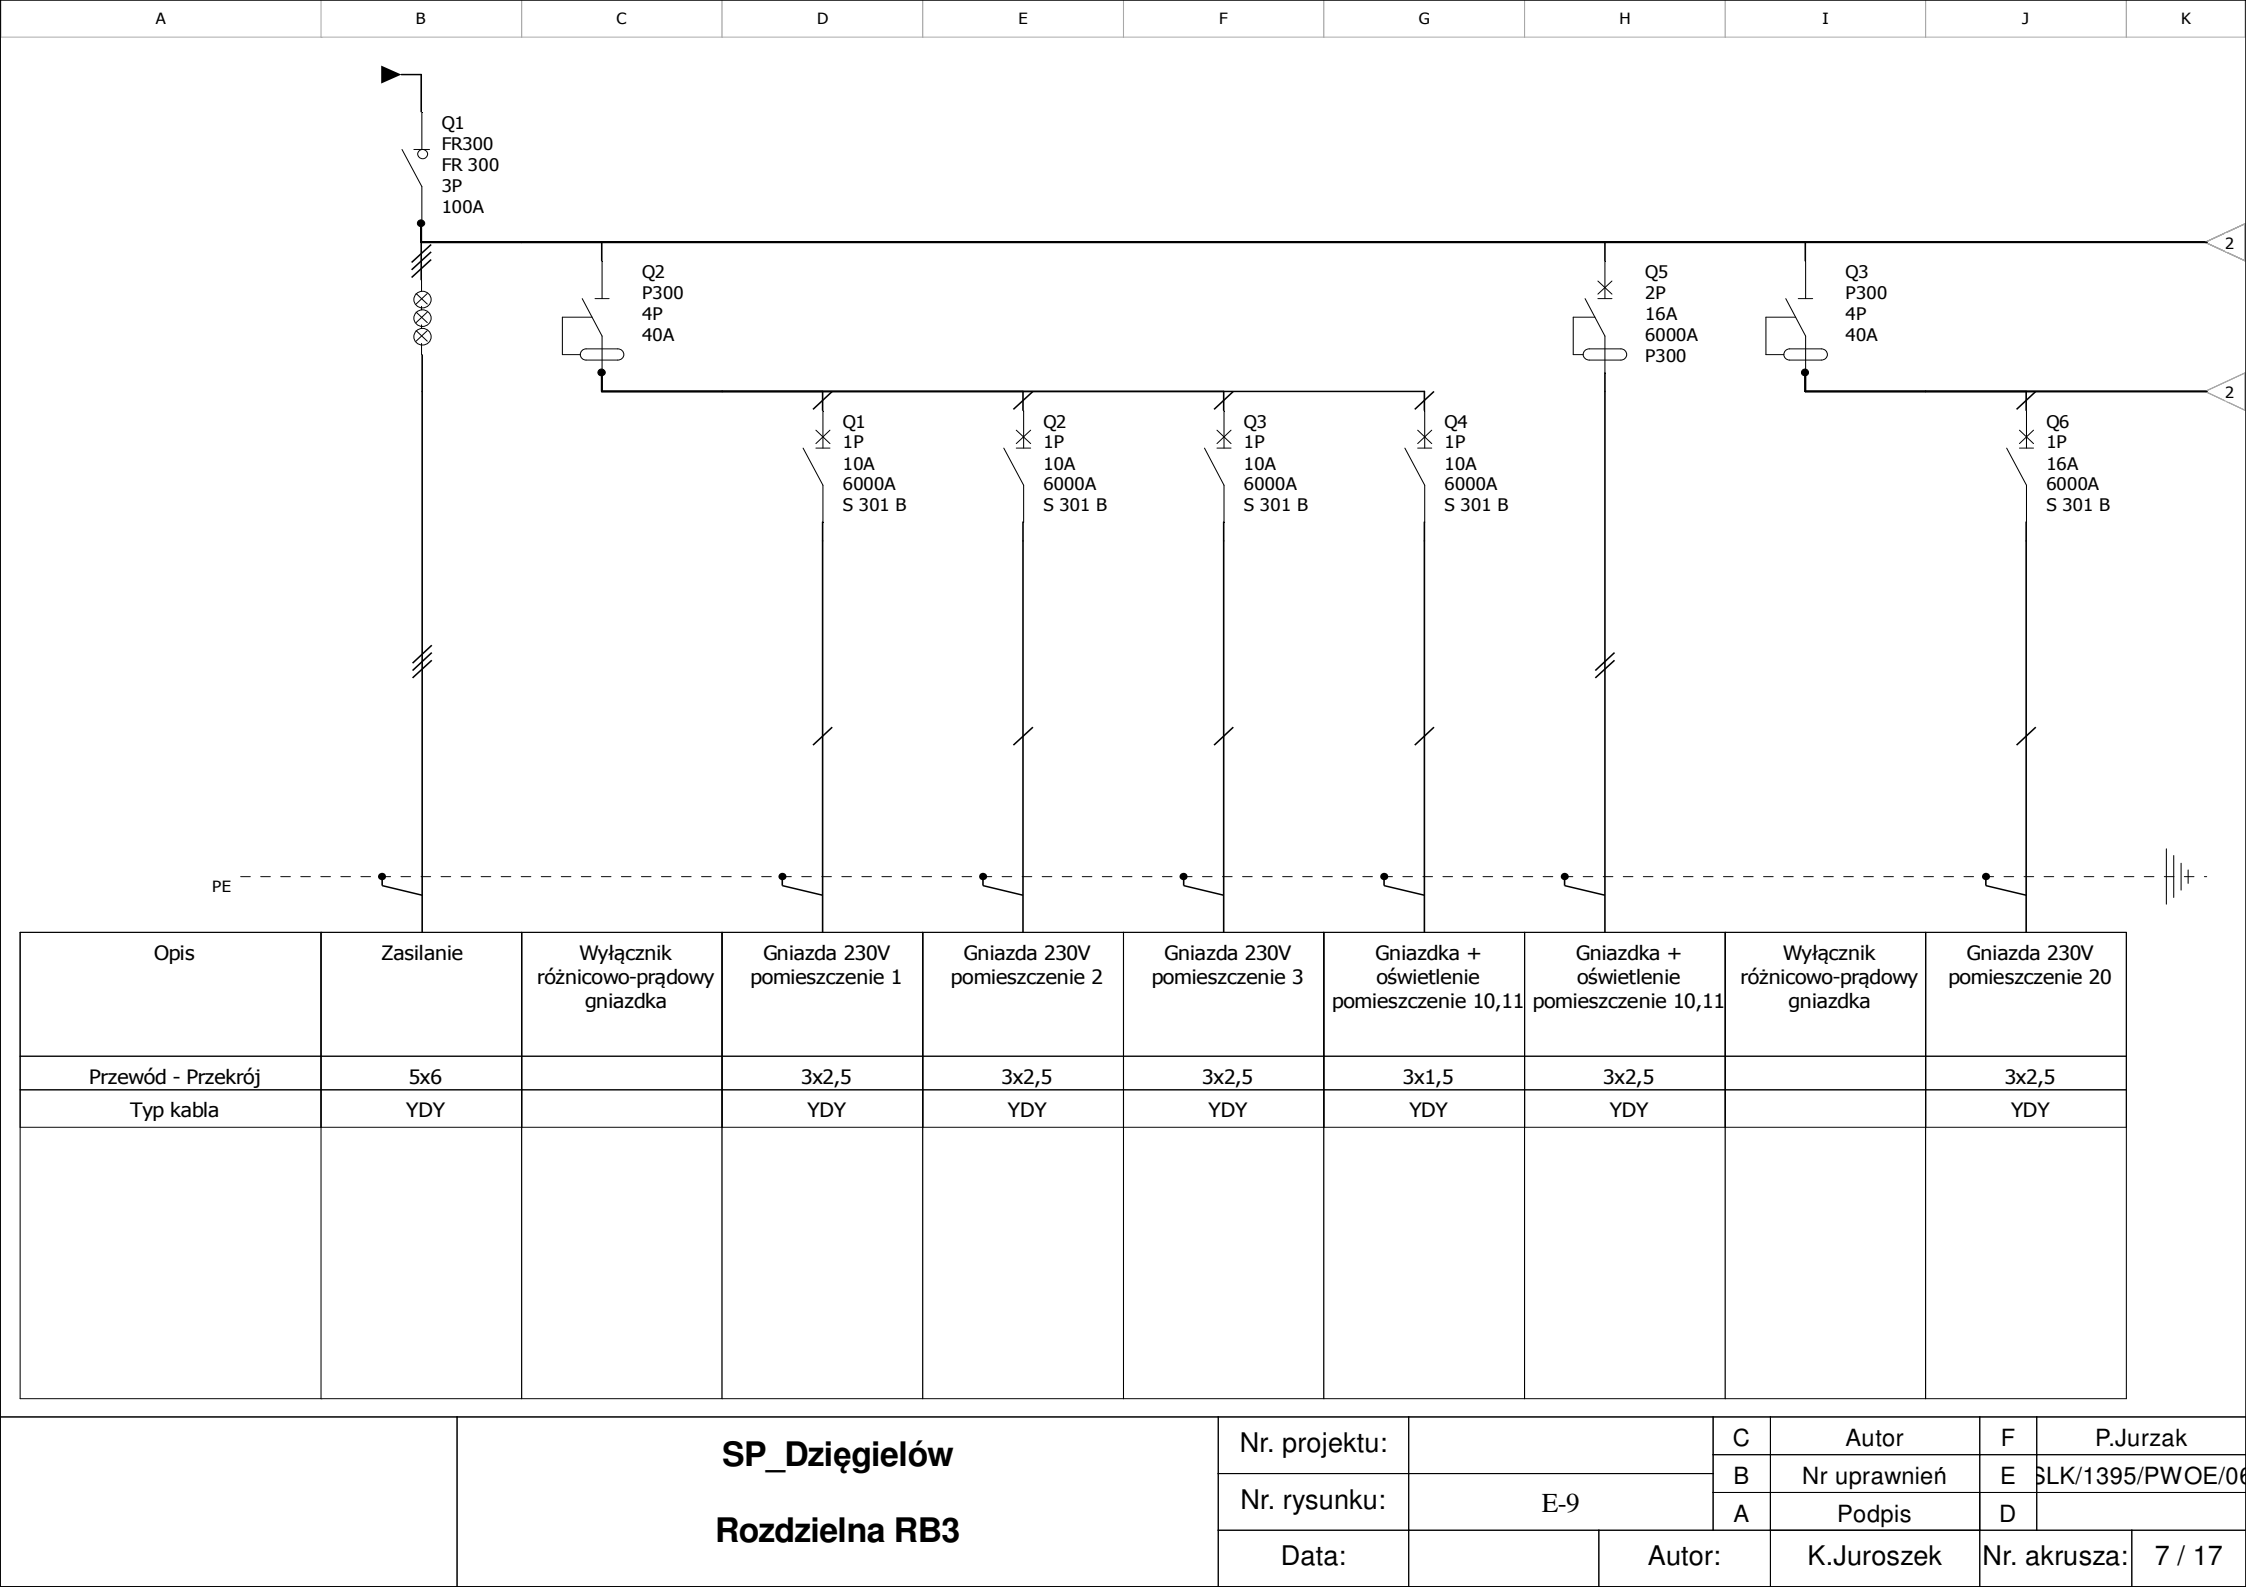 A B C D E F G H I J K
Q1
FR300
FR 300
3P
100A
2
Q2
P300
4P
40A
Q5
2P
16A
6000A
P300
Q3
P300
4P
40A
2
Q1
1P
10A
6000A
S 301 B
Q2
1P
10A
6000A
S 301 B
Q3
1P
10A
6000A
S 301 B
Q4
1P
10A
6000A
S 301 B
Q6
1P
16A
6000A
S 301 B
PE
Opis
Zasilanie
Wyłącznik
różnicowo-prądowy
gniazdka
Gniazda 230V
pomieszczenie 1
Gniazda 230V
pomieszczenie 2
Gniazda 230V
pomieszczenie 3
Gniazdka +
oświetlenie
pomieszczenie 10,11
Gniazdka +
oświetlenie
pomieszczenie 10,11
Wyłącznik
różnicowo-prądowy
gniazdka
Gniazda 230V
pomieszczenie 20
Przewód - Przekrój 5x6 3x2,5 3x2,5 3x2,5 3x1,5 3x2,5 3x2,5
Typ kabla YDY YDY YDY YDY YDY YDY YDY
SP_Dzięgielów
Rozdzielna RB3
Nr. projektu:
Nr. rysunku: E-9
C Autor F P.Jurzak
B Nr uprawnień E SLK/1395/PWOE/06
A Podpis D
Data: Autor: K.Juroszek Nr. akrusza: 7 / 17